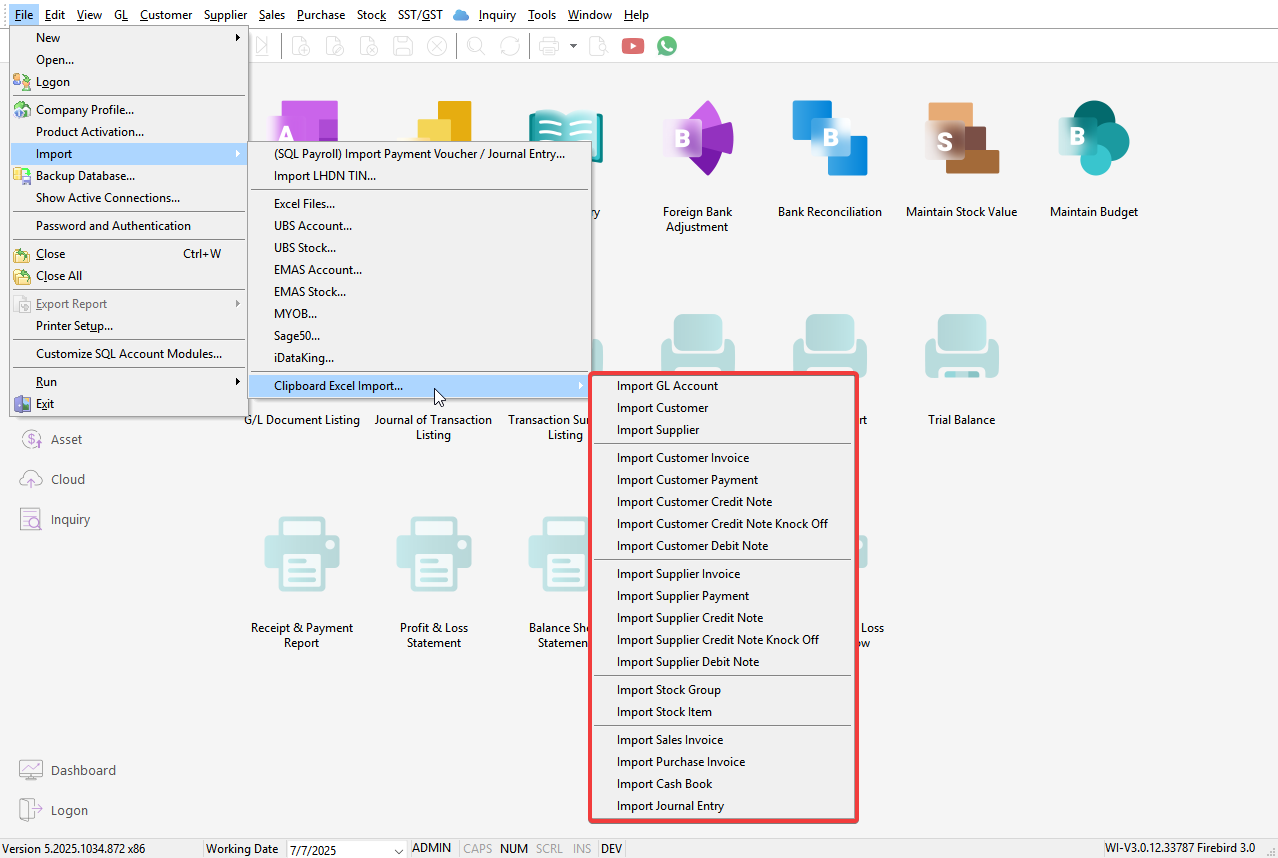 File Edit View GL Customer Supplier Sales Purchase Stock SST/GST Inquiry Tools Window Help
New
Open...
Logon
Company Profile...
Product Activation...
Import
Backup Database...
Show Active Connections...
Password and Authentication
Close Ctrl+W
Close All
Export Report
Printer Setup...
Customize SQL Account Modules...
Run
Exit
(SQL Payroll) Import Payment Voucher / Journal Entry...
Import LHDN TIN...
Excel Files...
UBS Account...
UBS Stock...
EMAS Account...
EMAS Stock...
MYOB...
Sage50...
iDataKing...
Clipboard Excel Import...
Import GL Account
Import Customer
Import Supplier
Import Customer Invoice
Import Customer Payment
Import Customer Credit Note
Import Customer Credit Note Knock Off
Import Customer Debit Note
Import Supplier Invoice
Import Supplier Payment
Import Supplier Credit Note
Import Supplier Credit Note Knock Off
Import Supplier Debit Note
Import Stock Group
Import Stock Item
Import Sales Invoice
Import Purchase Invoice
Import Cash Book
Import Journal Entry
A
B
B
S
B
Foreign Bank
Adjustment
Bank Reconciliation
Maintain Stock Value
Maintain Budget
G/L Document Listing
Journal of Transaction
Listing
Transaction Su
Listing
Trial Balance
Asset
Cloud
Inquiry
Receipt & Payment
Report
Profit & Loss
Statement
Balance She
Statemen
Loss
ow
Dashboard
Logon
Version 5.2025.1034.872 x86 Working Date 7/7/2025 ADMIN CAPS NUM SCRL INS DEV WI-V3.0.12.33787 Firebird 3.0